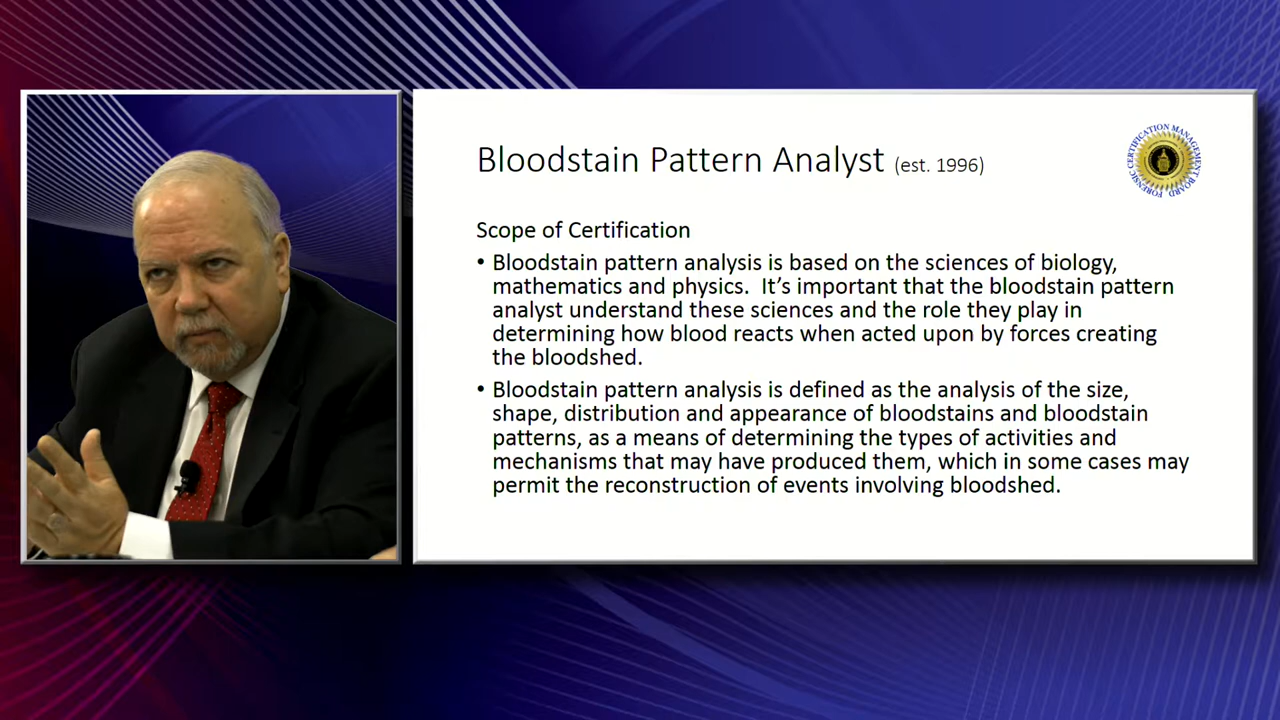 Bloodstain Pattern Analyst (est. 1996)
FORENSIC CERTIFICATION MANAGEMENT BOARD
Scope of Certification
• Bloodstain pattern analysis is based on the sciences of biology,
mathematics and physics.  It’s important that the bloodstain pattern
analyst understand these sciences and the role they play in
determining how blood reacts when acted upon by forces creating
the bloodshed.
• Bloodstain pattern analysis is defined as the analysis of the size,
shape, distribution and appearance of bloodstains and bloodstain
patterns, as a means of determining the types of activities and
mechanisms that may have produced them, which in some cases may
permit the reconstruction of events involving bloodshed.